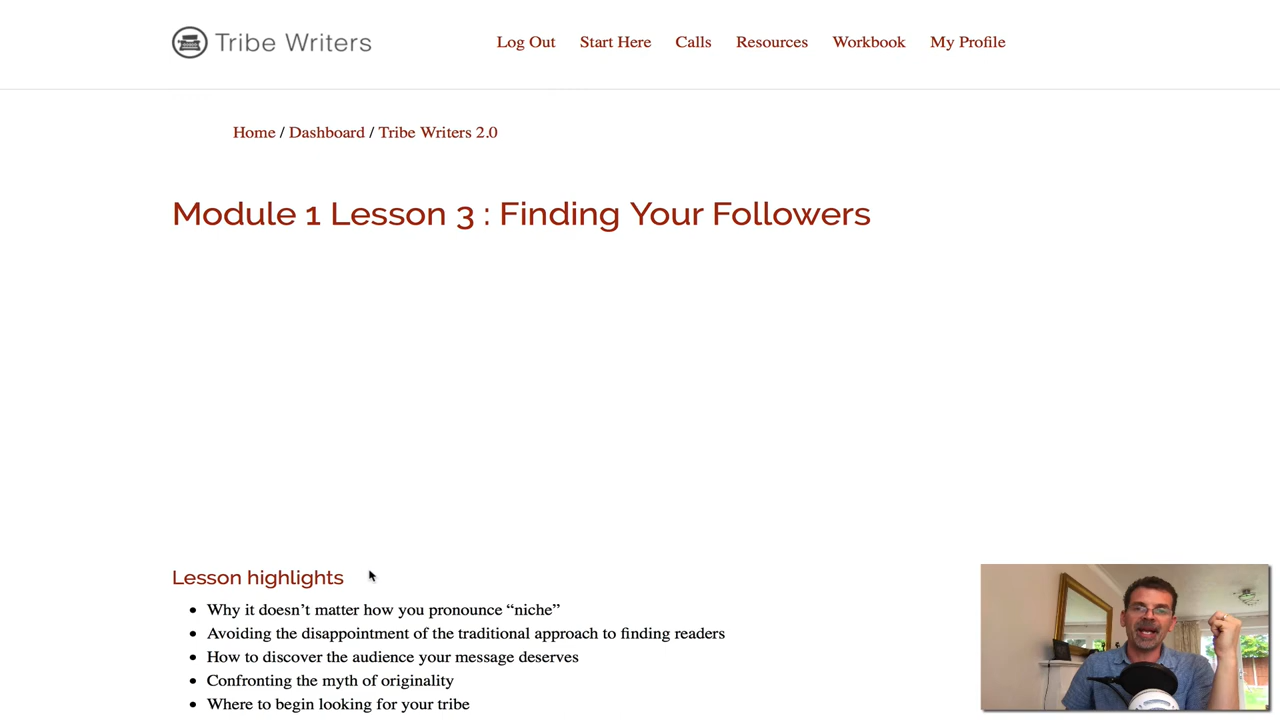 Tribe Writers
Log Out Start Here Calls Resources Workbook My Profile
Home / Dashboard / Tribe Writers 2.0
Module 1 Lesson 3 : Finding Your Followers
Lesson highlights
• Why it doesn’t matter how you pronounce “niche”
• Avoiding the disappointment of the traditional approach to finding readers
• How to discover the audience your message deserves
• Confronting the myth of originality
• Where to begin looking for your tribe